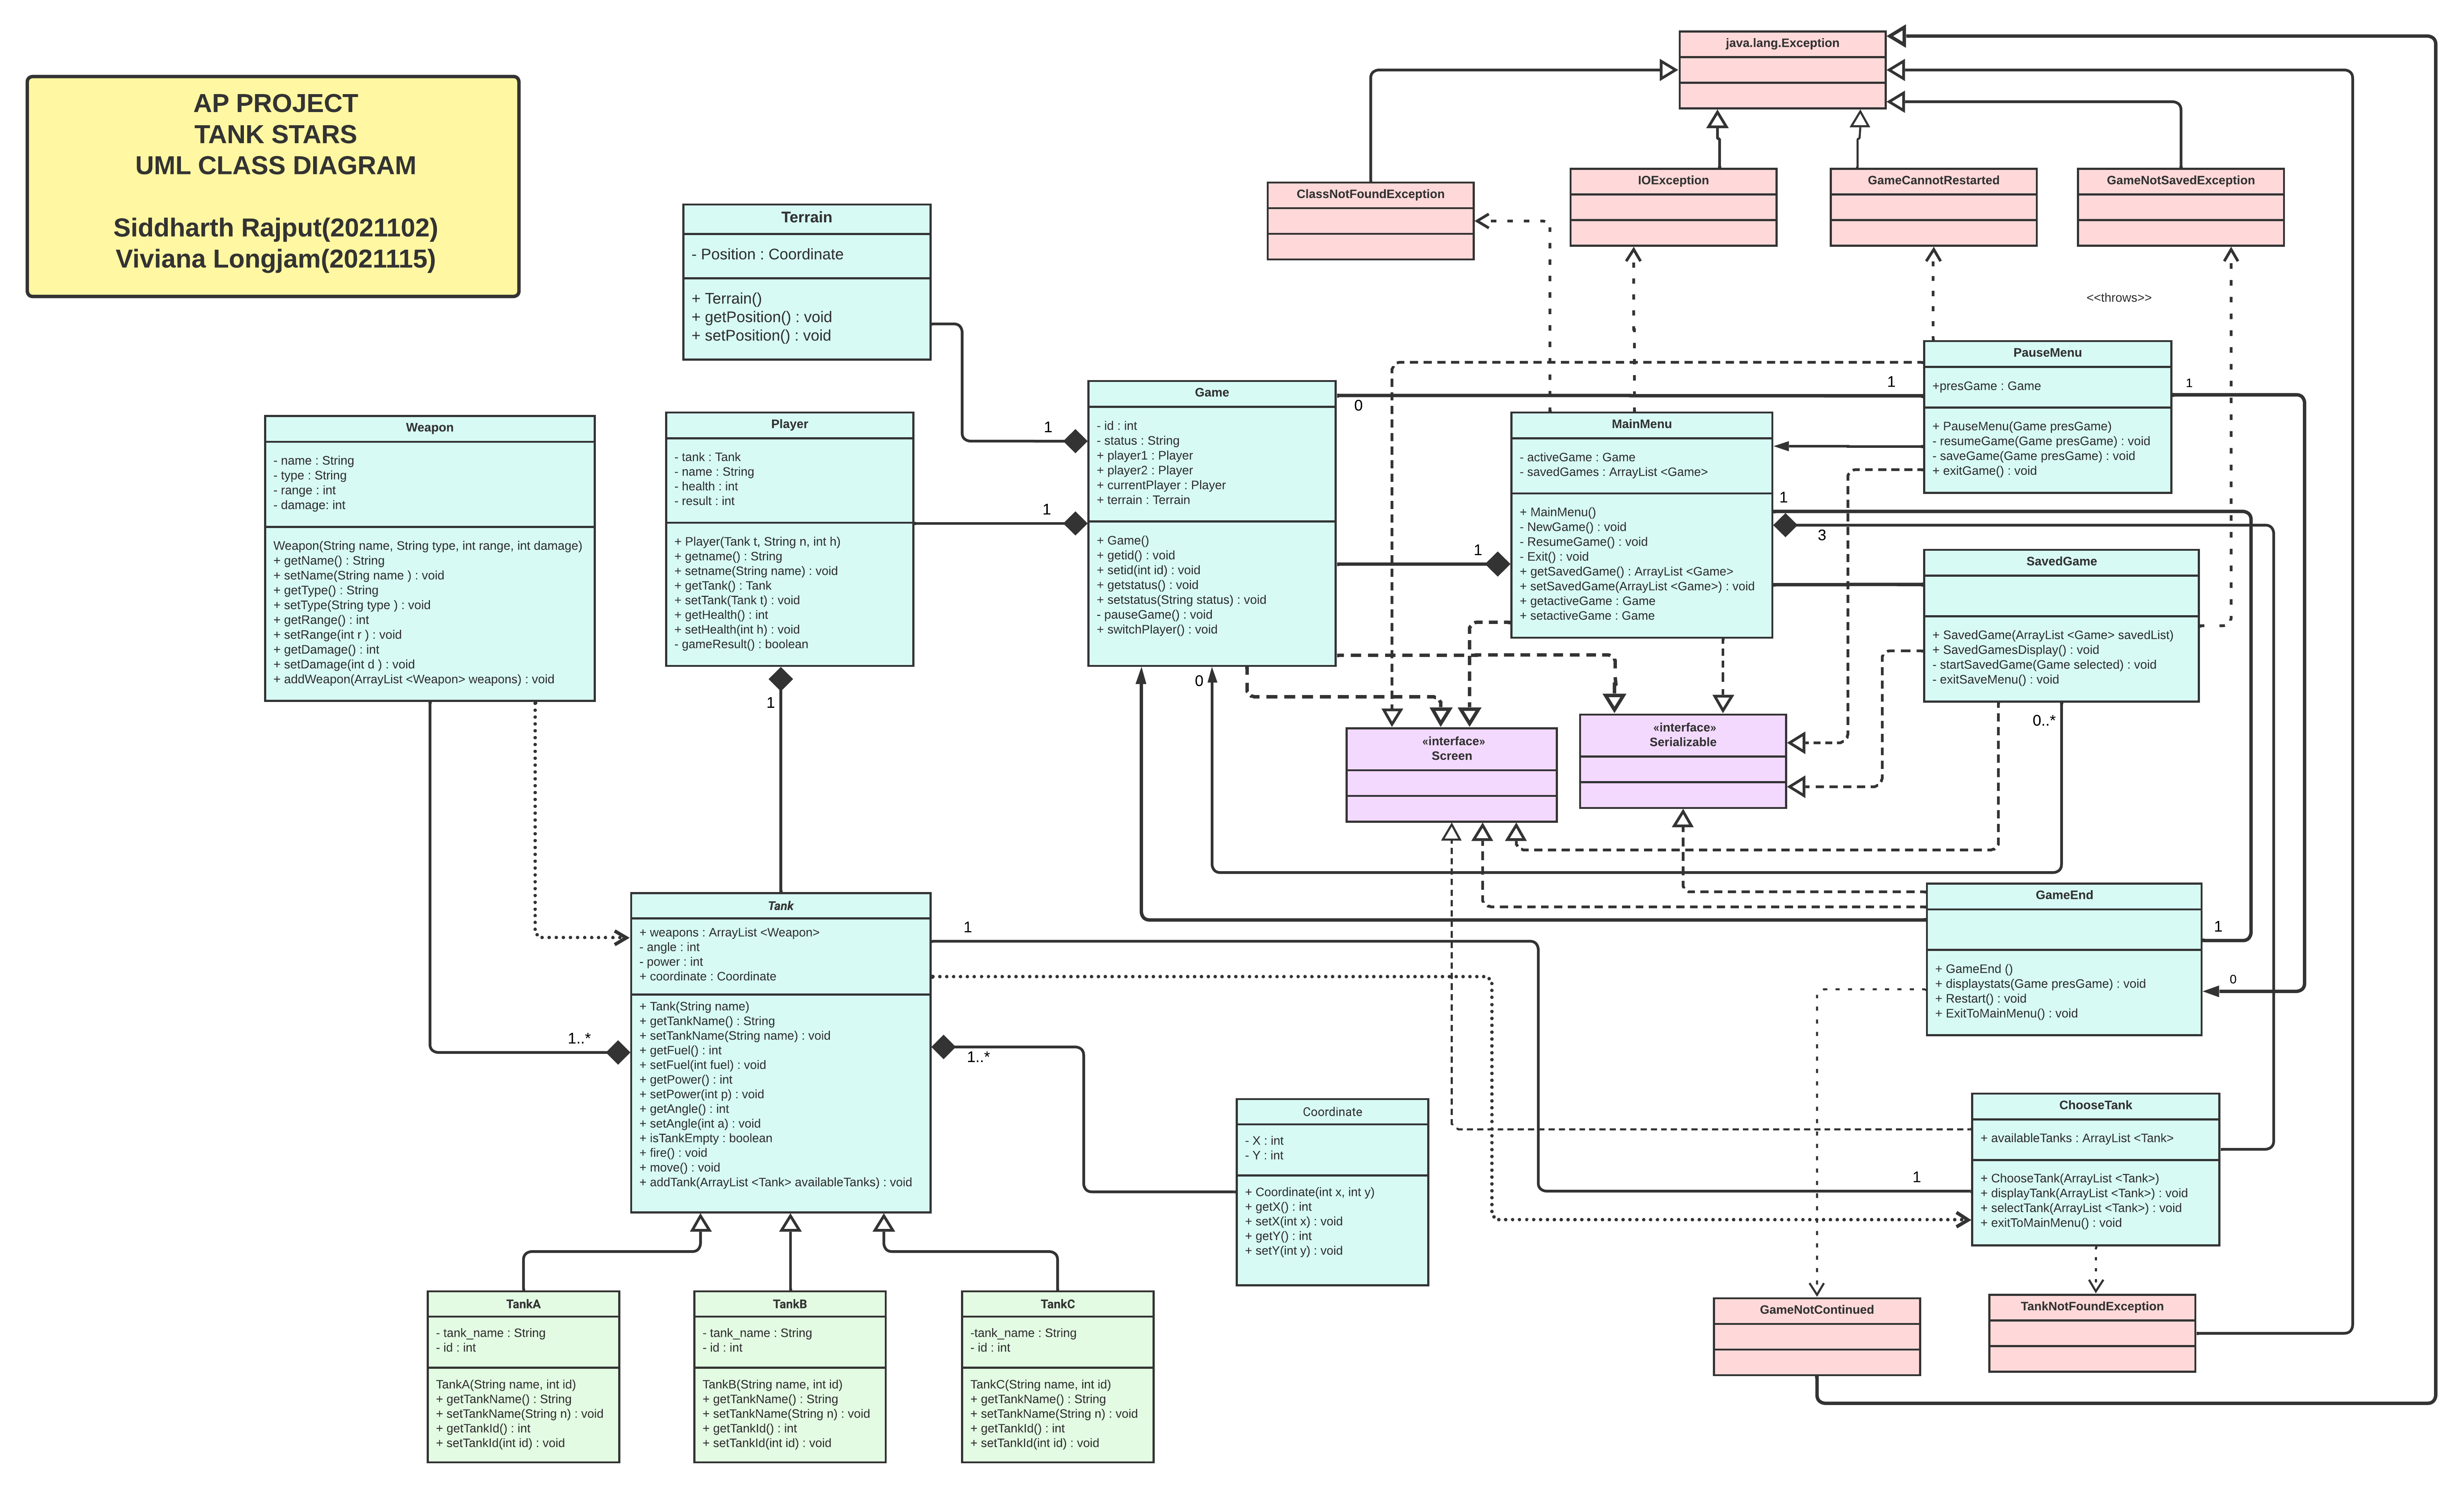 AP PROJECT
TANK STARS
UML CLASS DIAGRAM
Siddharth Rajput(2021102)
Viviana Longjam(2021115)
java.lang.Exception
ClassNotFoundException
IOException
GameCannotRestarted
GameNotSavedException
<<throws>>
Terrain
- Position : Coordinate
+ Terrain()
+ getPosition() : void
+ setPosition() : void
1
Weapon
- name : String
- type : String
- range : int
- damage: int
Weapon(String name, String type, int range, int damage)
+ getName() : String
+ setName(String name ) : void
+ getType() : String
+ setType(String type ) : void
+ getRange() : int
+ setRange(int r ) : void
+ getDamage() : int
+ setDamage(int d ) : void
+ addWeapon(ArrayList <Weapon> weapons) : void
1..*
Player
- tank : Tank
- name : String
- health : int
- result : int
+ Player(Tank t, String n, int h)
+ getname() : String
+ setname(String name) : void
+ getTank() : Tank
+ setTank(Tank t) : void
+ getHealth() : int
+ setHealth(int h) : void
- gameResult() : boolean
1
1
Game
- id : int
- status : String
+ player1 : Player
+ player2 : Player
+ currentPlayer : Player
+ terrain : Terrain
+ Game()
+ getid() : void
+ setid(int id) : void
+ getstatus() : void
+ setstatus(String status) : void
- pauseGame() : void
+ switchPlayer() : void
0
1
0
1
MainMenu
- activeGame : Game
- savedGames : ArrayList <Game>
+ MainMenu()
- NewGame() : void
- ResumeGame() : void
- Exit() : void
+ getSavedGame() : ArrayList <Game>
+ setSavedGame(ArrayList <Game>) : void
+ getactiveGame : Game
+ setactiveGame : Game
1
3
PauseMenu
+presGame : Game
+ PauseMenu(Game presGame)
- resumeGame(Game presGame) : void
- saveGame(Game presGame) : void
+ exitGame() : void
1
SavedGame
+ SavedGame(ArrayList <Game> savedList)
+ SavedGamesDisplay() : void
- startSavedGame(Game selected) : void
- exitSaveMenu() : void
0..*
«interface»
Screen
«interface»
Serializable
GameEnd
+ GameEnd ()
+ displaystats(Game presGame) : void
+ Restart() : void
+ ExitToMainMenu() : void
1
0
Tank
+ weapons : ArrayList <Weapon>
- angle : int
- power : int
+ coordinate : Coordinate
+ Tank(String name)
+ getTankName() : String
+ setTankName(String name) : void
+ getFuel() : int
+ setFuel(int fuel) : void
+ getPower() : int
+ setPower(int p) : void
+ getAngle() : int
+ setAngle(int a) : void
+ isTankEmpty : boolean
+ fire() : void
+ move() : void
+ addTank(ArrayList <Tank> availableTanks) : void
1
1..*
Coordinate
- X : int
- Y : int
+ Coordinate(int x, int y)
+ getX() : int
+ setX(int x) : void
+ getY() : int
+ setY(int y) : void
1
ChooseTank
+ availableTanks : ArrayList <Tank>
+ ChooseTank(ArrayList <Tank>)
+ displayTank(ArrayList <Tank>) : void
+ selectTank(ArrayList <Tank>) : void
+ exitToMainMenu() : void
TankA
- tank_name : String
- id : int
TankA(String name, int id)
+ getTankName() : String
+ setTankName(String n) : void
+ getTankId() : int
+ setTankId(int id) : void
TankB
- tank_name : String
- id : int
TankB(String name, int id)
+ getTankName() : String
+ setTankName(String n) : void
+ getTankId() : int
+ setTankId(int id) : void
TankC
-tank_name : String
- id : int
TankC(String name, int id)
+ getTankName() : String
+ setTankName(String n) : void
+ getTankId() : int
+ setTankId(int id) : void
GameNotContinued
TankNotFoundException